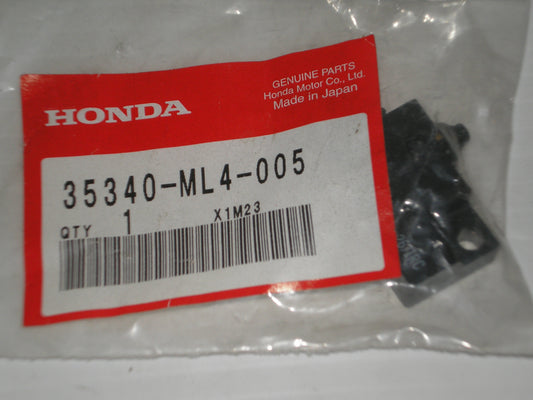 GENUINE PARTS
Honda Motor Co., Ltd.
Made in Japan
HONDA
35340-ML4-005
QTY 1 X1M23